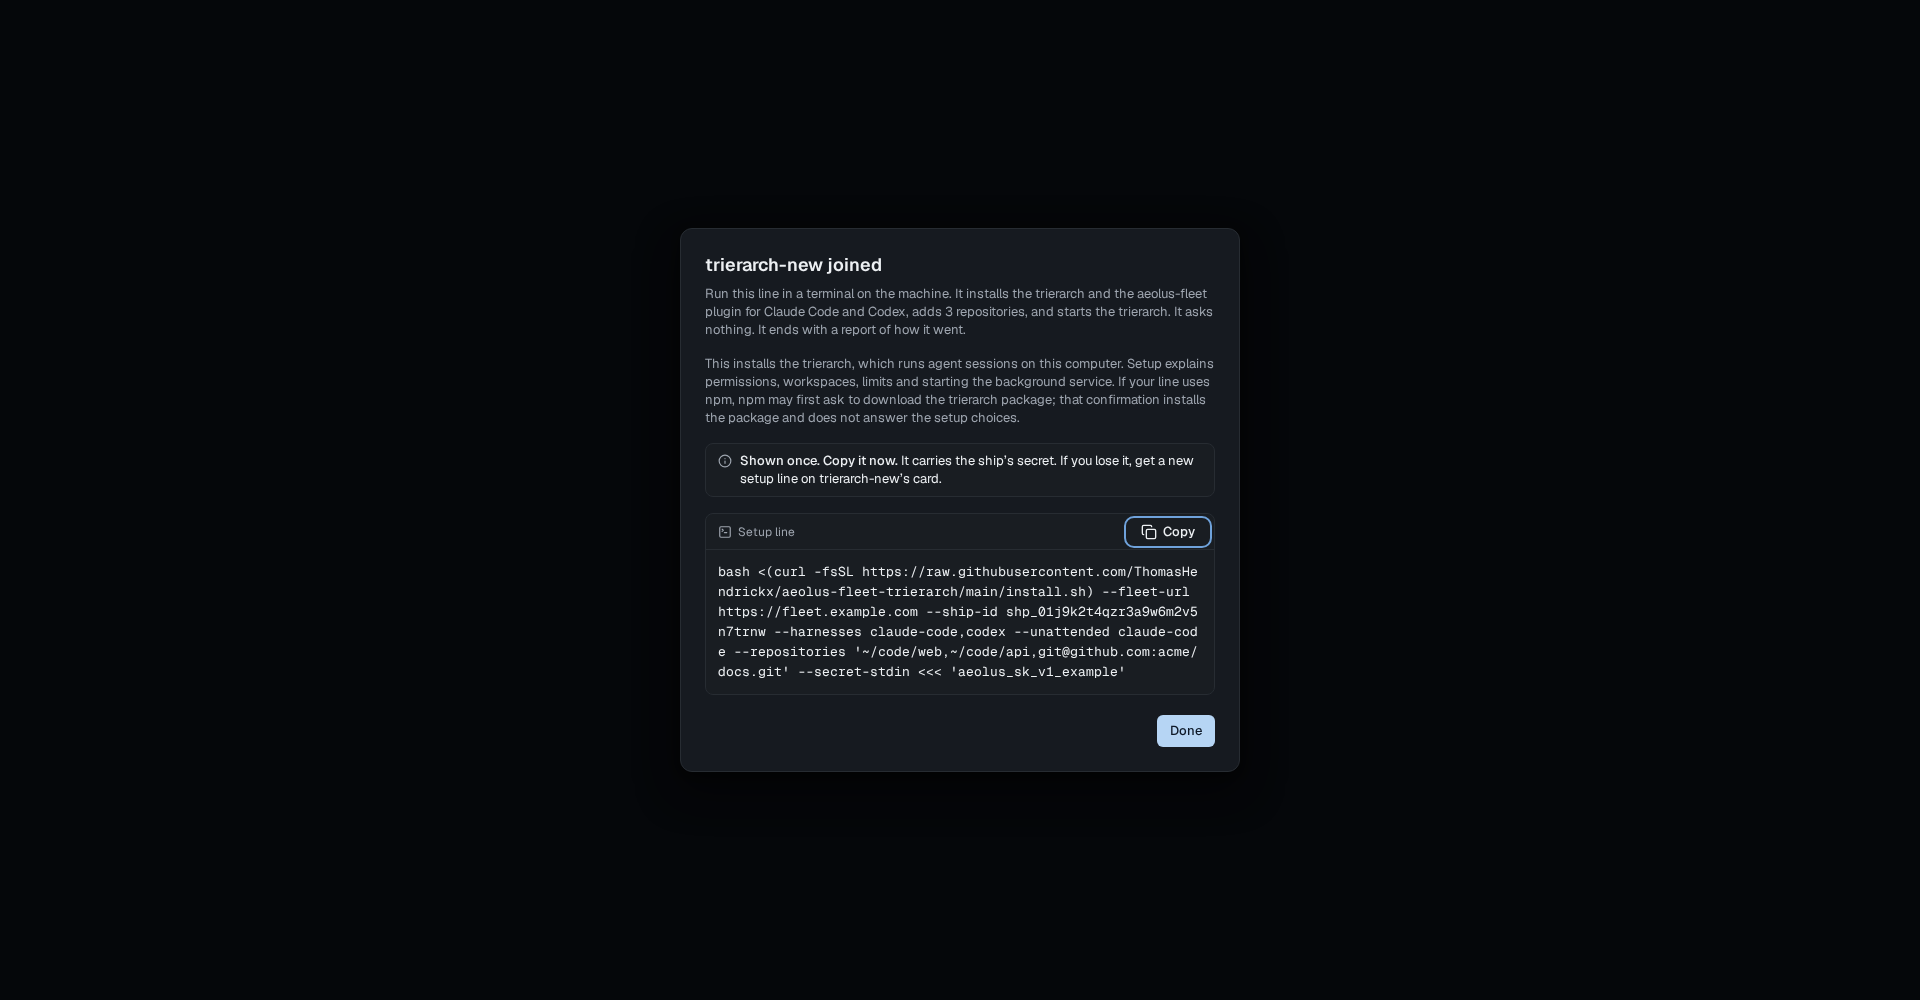 trierarch-new joined
Run this line in a terminal on the machine. It installs the trierarch and the aeolus-fleet
plugin for Claude Code and Codex, adds 3 repositories, and starts the trierarch. It asks
nothing. It ends with a report of how it went.
This installs the trierarch, which runs agent sessions on this computer. Setup explains
permissions, workspaces, limits and starting the background service. If your line uses
npm, npm may first ask to download the trierarch package; that confirmation installs
the package and does not answer the setup choices.
Shown once. Copy it now. It carries the ship's secret. If you lose it, get a new
setup line on trierarch-new's card.
Setup line
Copy
bash <(curl -fsSL https://raw.githubusercontent.com/ThomasHe
ndrickx/aeolus-fleet-trierarch/main/install.sh) --fleet-url
https://fleet.example.com --ship-id shp_01j9k2t4qzr3a9w6m2v5
n7trnw --harnesses claude-code,codex --unattended claude-cod
e --repositories '~/code/web,~/code/api,git@github.com:acme/
docs.git' --secret-stdin <<< 'aeolus_sk_v1_example'
Done